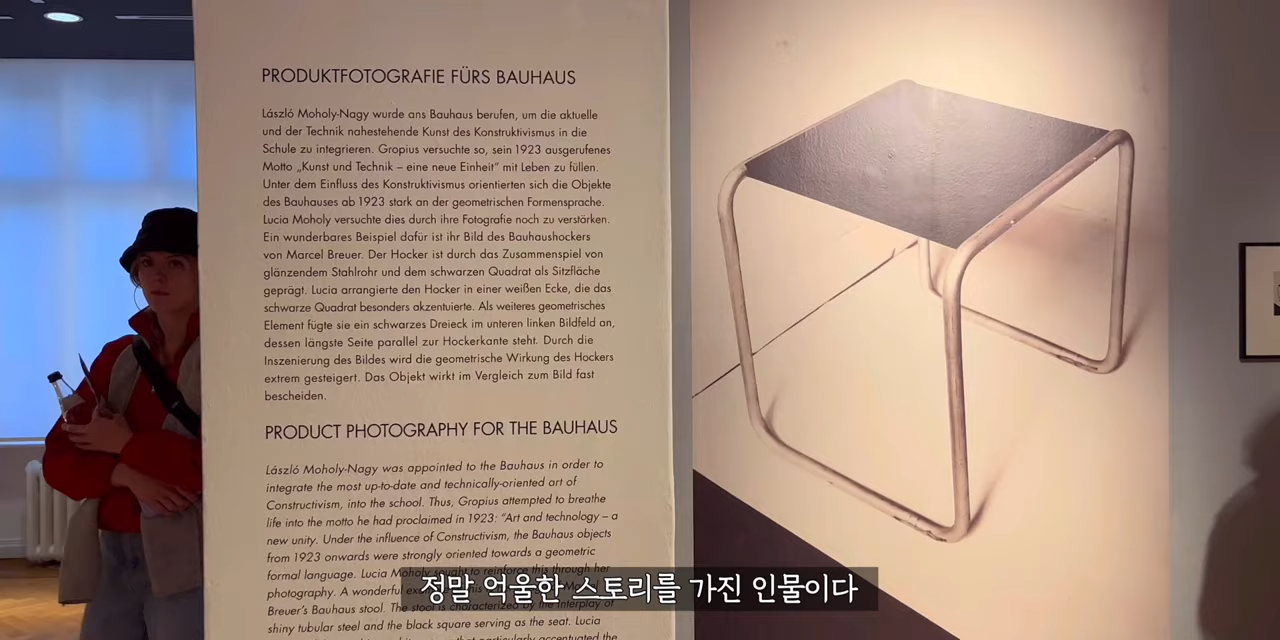 PRODUKTFOTOGRAFIE FÜRS BAUHAUS
László Moholy-Nagy wurde ans Bauhaus berufen, um die aktuelle
und der Technik nahestehende Kunst des Konstruktivismus in die
Schule zu integrieren. Gropius versuchte so, sein 1923 ausgerufenes
Motto „Kunst und Technik – eine neue Einheit“ mit Leben zu füllen.
Unter dem Einfluss des Konstruktivismus orientierten sich die Objekte
des Bauhauses ab 1923 stark an der geometrischen Formensprache.
Lucia Moholy versuchte dies durch ihre Fotografie noch zu verstärken.
Ein wunderbares Beispiel dafür ist ihr Bild des Bauhaushockers
von Marcel Breuer. Der Hocker ist durch das Zusammenspiel von
glänzendem Stahlrohr und dem schwarzen Quadrat als Sitzfläche
geprägt. Lucia arrangierte den Hocker in einer weißen Ecke, die das
schwarze Quadrat besonders akzentuierte. Als weiteres geometrisches
Element fügte sie ein schwarzes Dreieck im unteren linken Bildfeld an,
dessen längste Seite parallel zur Hockerkante steht. Durch die
Inszenierung des Bildes wird die geometrische Wirkung des Hockers
extrem gesteigert. Das Objekt wirkt im Vergleich zum Bild fast
bescheiden.
PRODUCT PHOTOGRAPHY FOR THE BAUHAUS
László Moholy-Nagy was appointed to the Bauhaus in order to
integrate the most up-to-date and technically-oriented art of
Constructivism, into the school. Thus, Gropius attempted to breathe
life into the motto he had proclaimed in 1923: "Art and technology – a
new unity. Under the influence of Constructivism, the Bauhaus objects
from 1923 onwards were strongly oriented towards a geometric
formal language. Lucia Moholy sought to reinforce this through her
photography. A wonderful
Breuer's Bauhaus stool. The stool is characterized by the interplay of
shiny tubular steel and the black square serving as the seat. Lucia
정말 억울한 스토리를 가진 인물이다